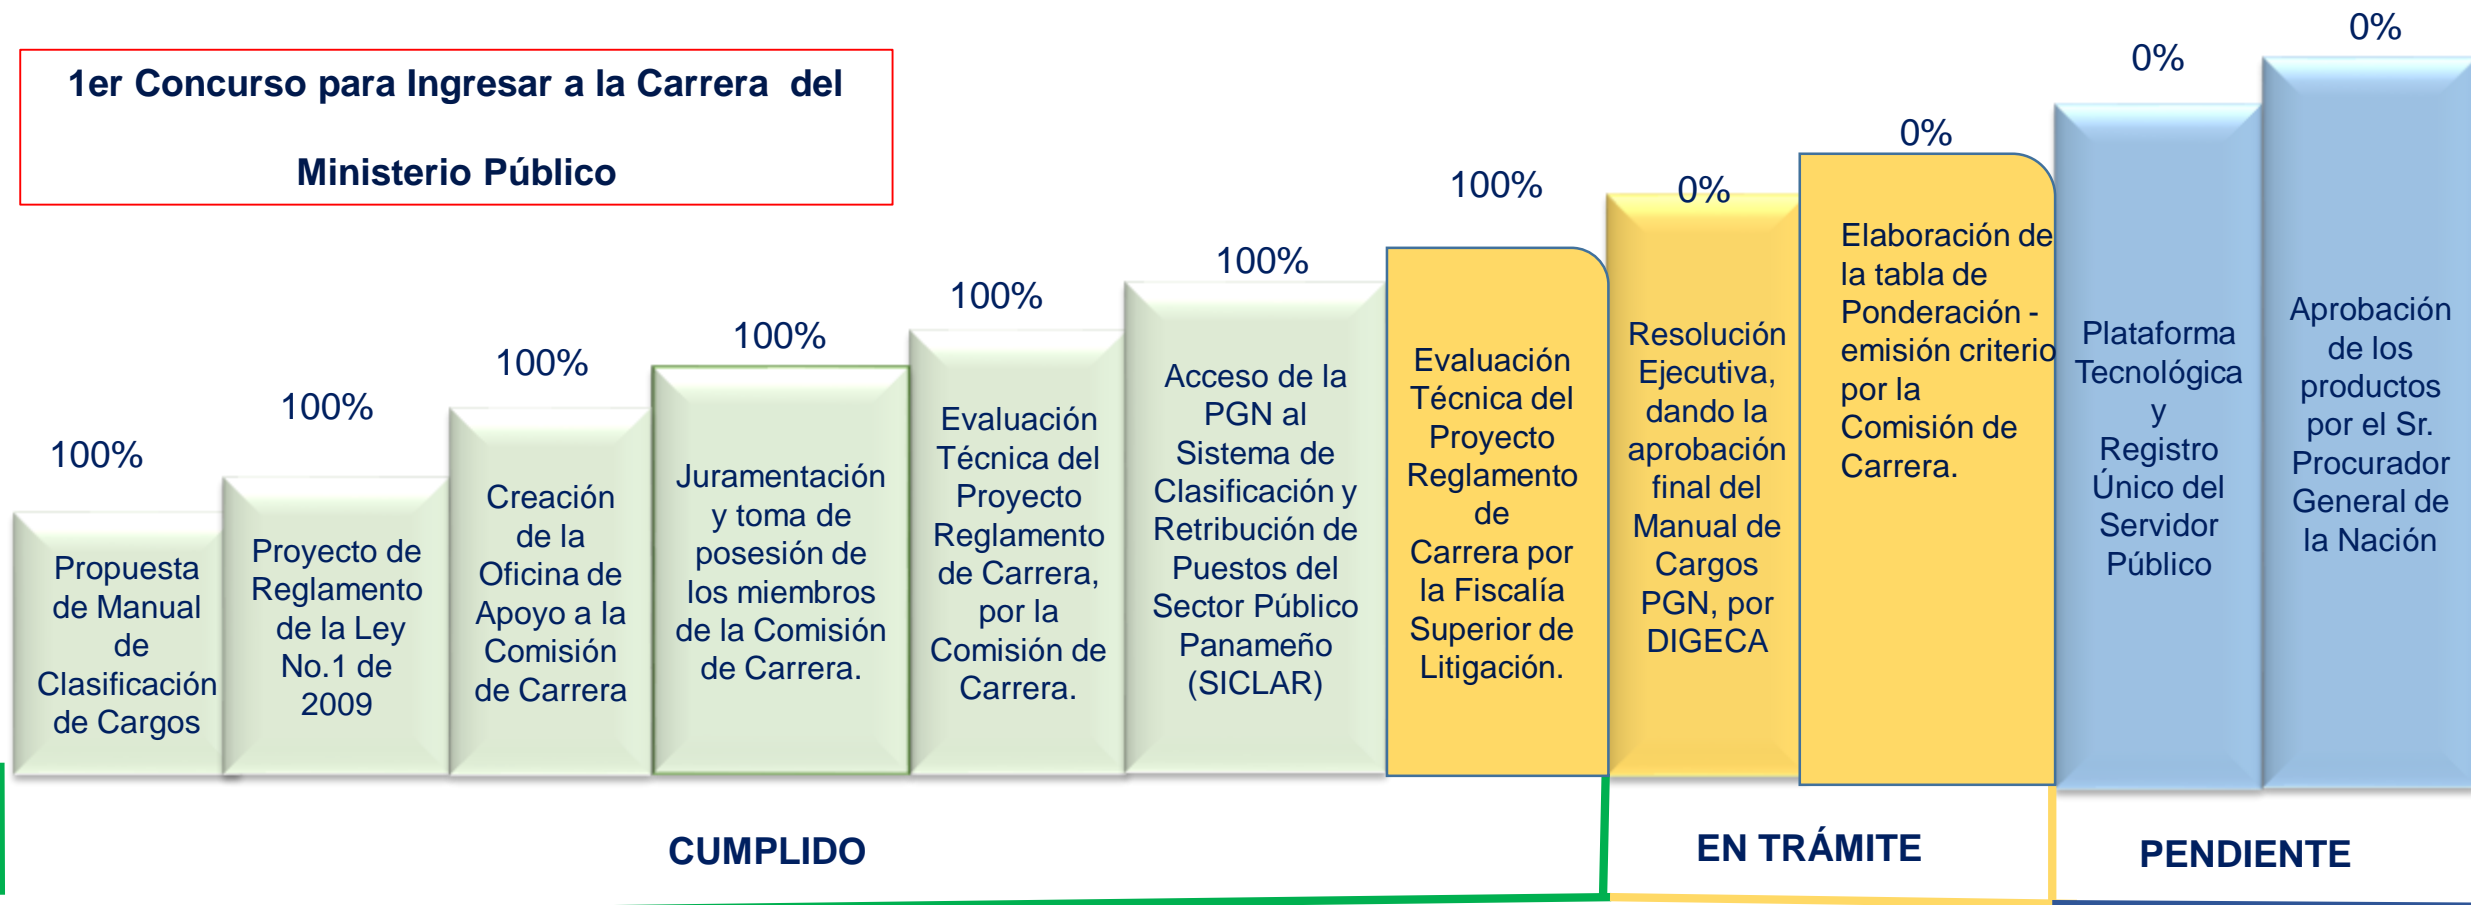 1er Concurso para Ingresar a la Carrera del
Ministerio Público
100%
Propuesta
de Manual
de
Clasificación
de Cargos
100%
Proyecto de
Reglamento
de la Ley
No.1 de
2009
100%
Creación
de la
Oficina de
Apoyo a la
Comisión
de Carrera
100%
Juramentación
y toma de
posesión de
los miembros
de la Comisión
de Carrera.
100%
Evaluación
Técnica del
Proyecto
Reglamento
de Carrera,
por la
Comisión de
Carrera.
100%
Acceso de la
PGN al
Sistema de
Clasificación y
Retribución de
Puestos del
Sector Público
Panameño
(SICLAR)
100%
Evaluación
Técnica del
Proyecto
Reglamento
de
Carrera por
la Fiscalía
Superior de
Litigación.
0%
Resolución
Ejecutiva,
dando la
aprobación
final del
Manual de
Cargos
PGN, por
DIGECA
0%
Elaboración de
la tabla de
Ponderación -
emisión criterio
por la
Comisión de
Carrera.
0%
Plataforma
Tecnológica
y
Registro
Único del
Servidor
Público
0%
Aprobación
de los
productos
por el Sr.
Procurador
General de
la Nación
CUMPLIDO
EN TRÁMITE
PENDIENTE